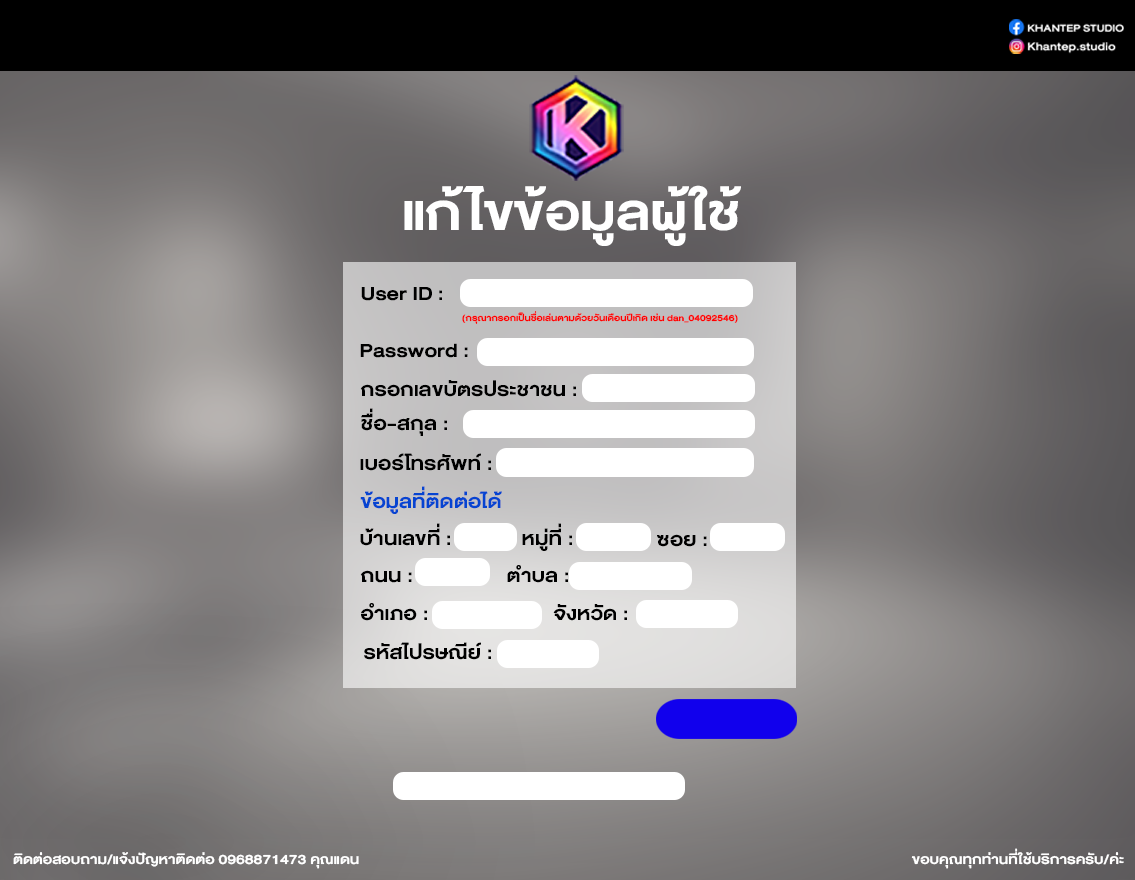 KHANTEP STUDIO
Khantep.studio
K
แก้ไขข้อมูลผู้ใช้
User ID :
(กรุณากรอกเป็นชื่อเล่นตามด้วยวันเดือนปีเกิด เช่น dan_04092546)
Password :
กรอกเลขบัตรประชาชน :
ชื่อ-สกุล :
เบอร์โทรศัพท์ :
ข้อมูลที่ติดต่อได้
บ้านเลขที่ : หมู่ที่ : ซอย :
ถนน : ตำบล :
อำเภอ : จังหวัด :
รหัสไปรษณีย์ :
ติดต่อสอบถาม/แจ้งปัญหาติดต่อ 0968871473 คุณแดน
ขอบคุณทุกท่านที่ใช้บริการครับ/ค่ะ